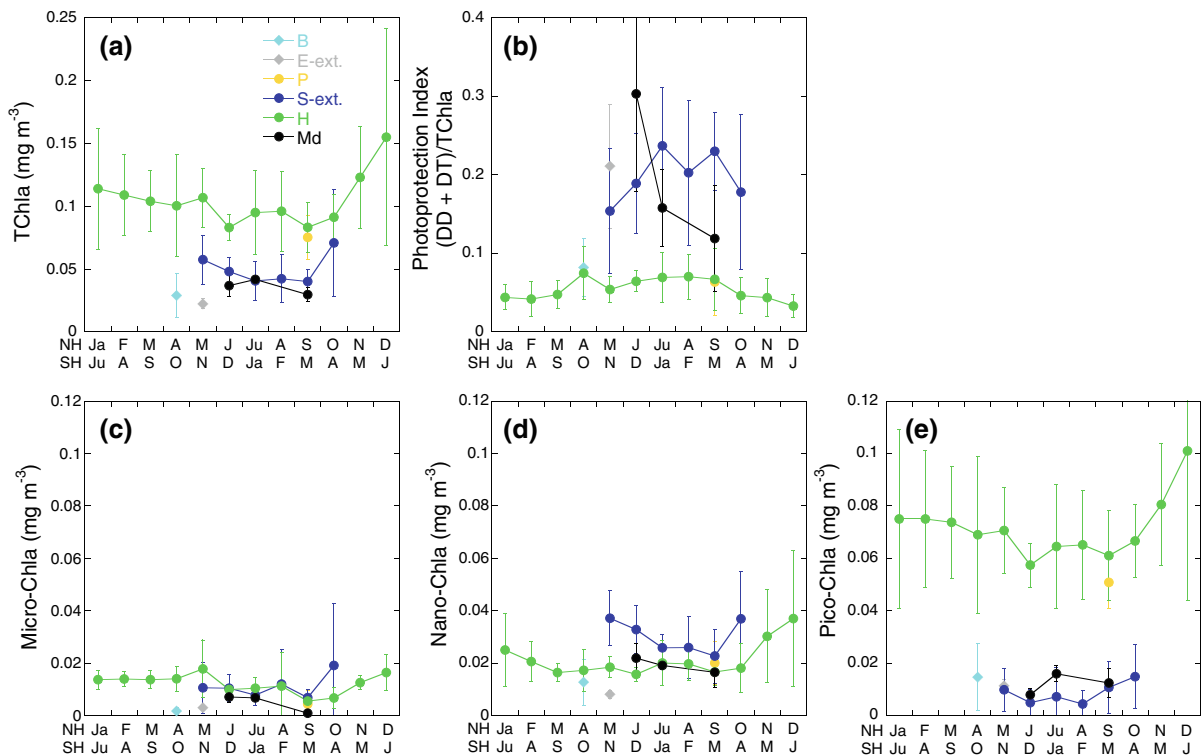 (a)
TChla (mg m-3)
0.25
0.2
0.15
0.1
0.05
0
B
E-ext.
P
S-ext.
H
Md
NH Ja F M A M J Ju A S O N D
SH Ju A S O N D Ja F M A M J
(b)
Photoprotection Index
(DD + DT)/TChla
0.4
0.3
0.2
0.1
0
NH Ja F M A M J Ju A S O N D
SH Ju A S O N D Ja F M A M J
(c)
Micro-Chla (mg m-3)
0.12
0.1
0.08
0.06
0.04
0.02
0
NH Ja F M A M J Ju A S O N D
SH Ju A S O N D Ja F M A M J
(d)
Nano-Chla (mg m-3)
0.12
0.1
0.08
0.06
0.04
0.02
0
NH Ja F M A M J Ju A S O N D
SH Ju A S O N D Ja F M A M J
(e)
Pico-Chla (mg m-3)
0.12
0.1
0.08
0.06
0.04
0.02
0
NH Ja F M A M J Ju A S O N D
SH Ju A S O N D Ja F M A M J